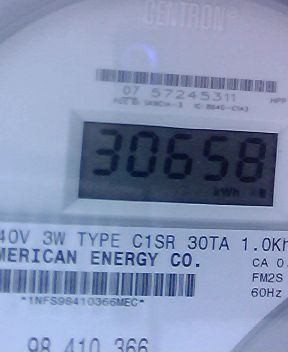 CENTRON®
07 57245311
30658
kWh
40V 3W TYPE C1SR 30TA 1.0Kh
MERICAN ENERGY CO.
CA 0.
FM2S
60Hz
*1NFS98410366MEC*
98 410 366